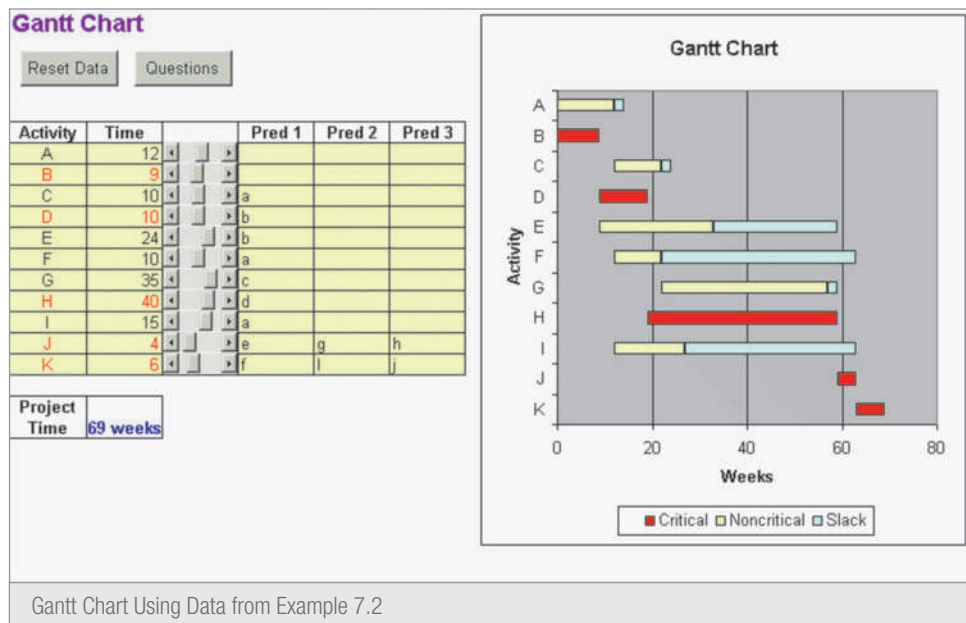 Gantt Chart
Reset Data Questions
Activity Time Pred 1 Pred 2 Pred 3
A 12
B 9
C 10 a
D 10 b
E 24 b
F 10 a
G 35 c
H 40 d
I 15 a
J 4 e g h
K 6 f I j
Project Time 69 weeks
Gantt Chart
Activity
A
B
C
D
E
F
G
H
I
J
K
0 20 40 60 80
Weeks
Critical Noncritical Slack
Gantt Chart Using Data from Example 7.2